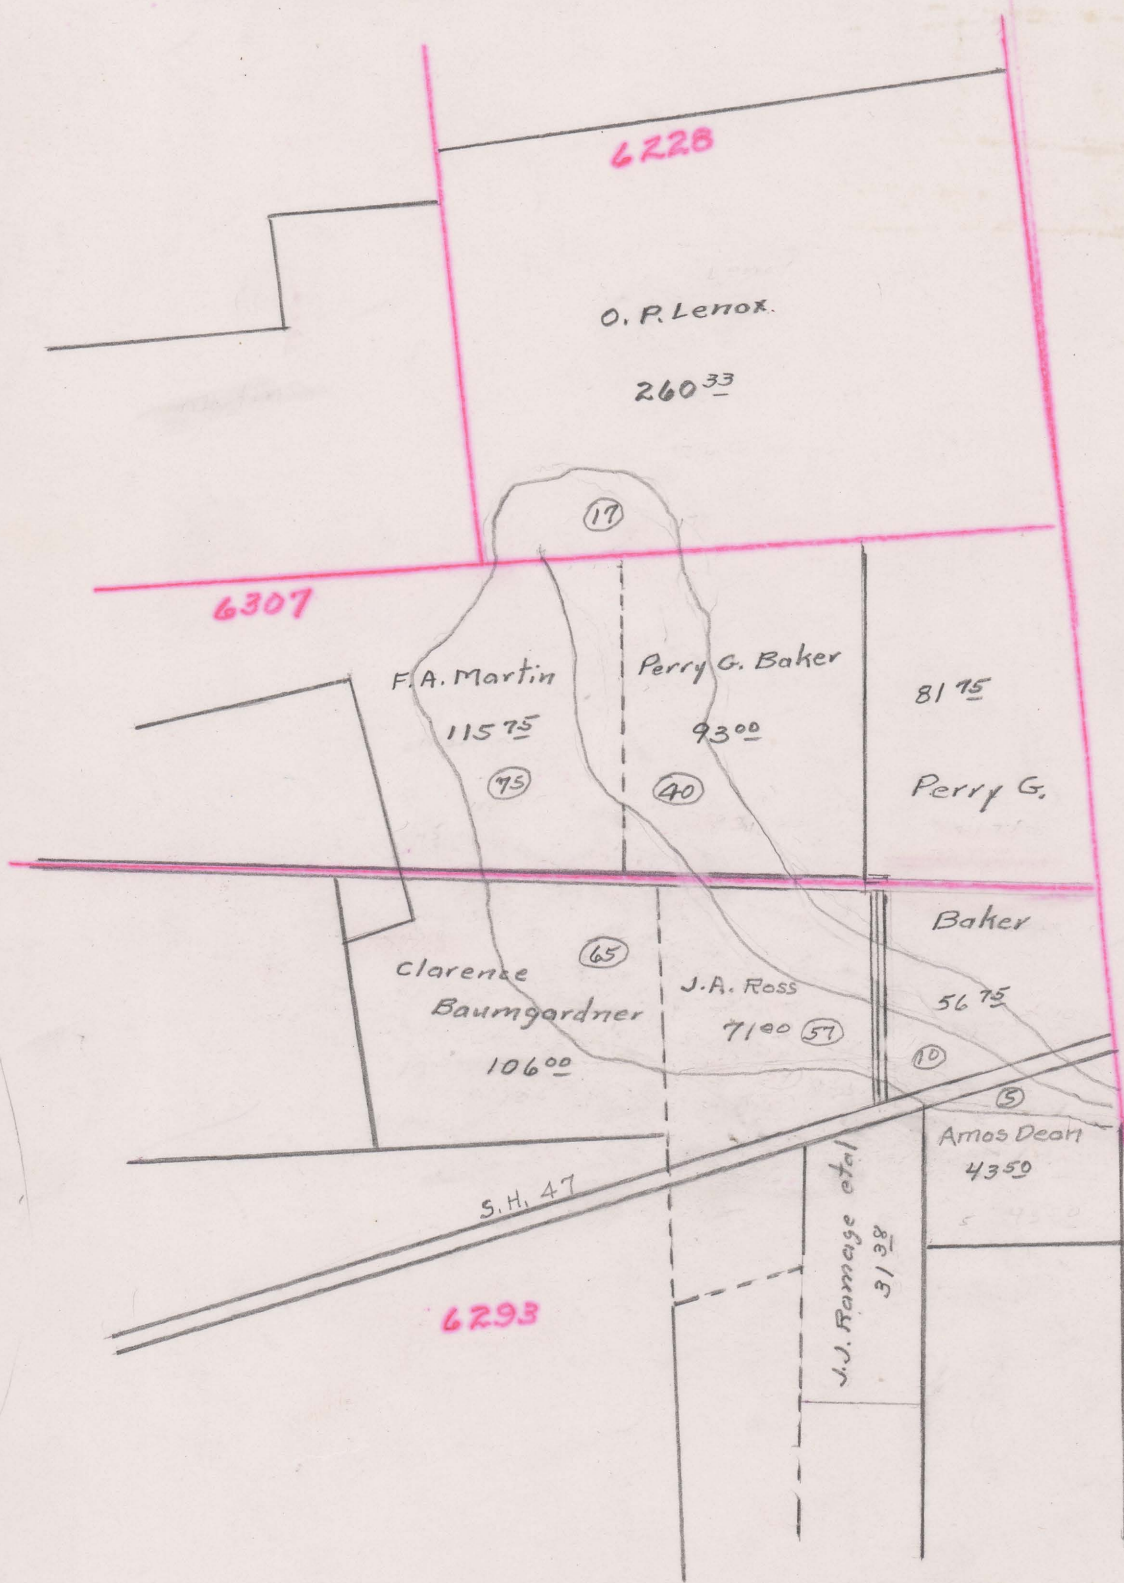 6228
O. P. Lenox.
260 33
17
6307
F. A. Martin
115 75
75
Perry G. Baker
93 00
40
81 75
Perry G.
Baker
56 75
10
Clarence
Baumgardner
106 00
65
J.A. Ross
71 00
57
5
Amos Dean
43 50
J.J. Ramage etal
31 38
S.H. 47
6293